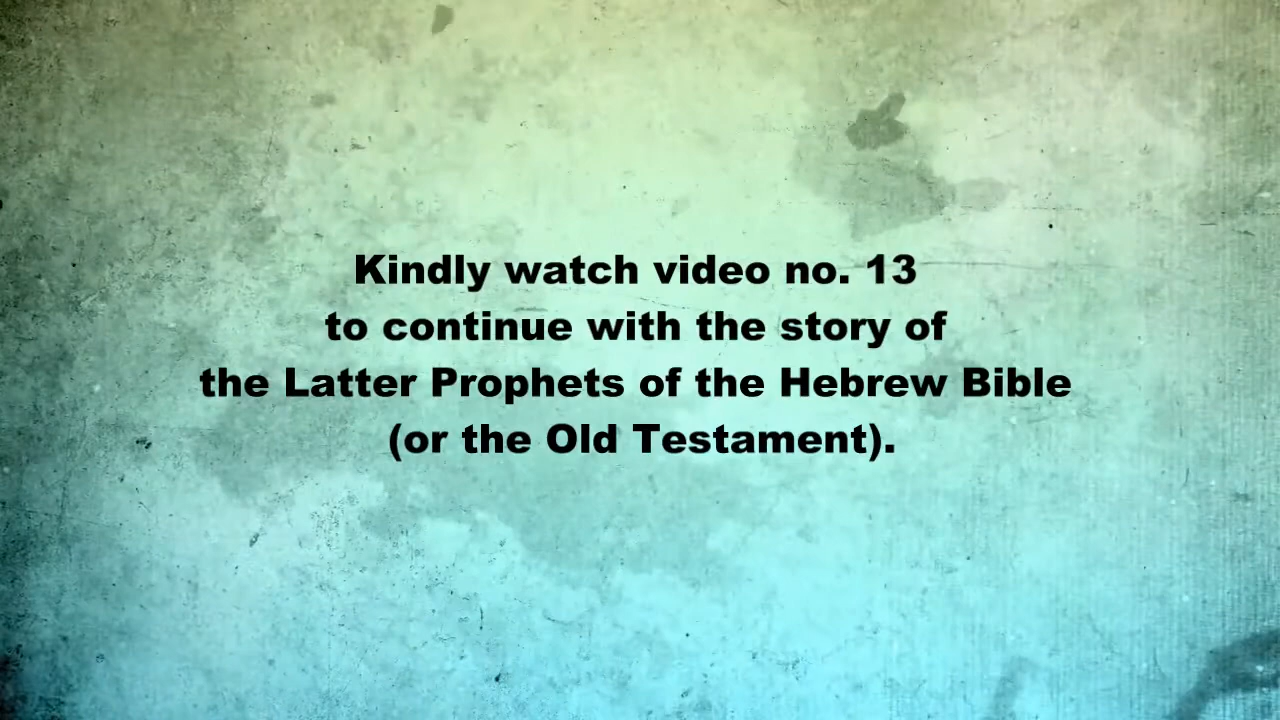 Kindly watch video no. 13
to continue with the story of
the Latter Prophets of the Hebrew Bible
(or the Old Testament).